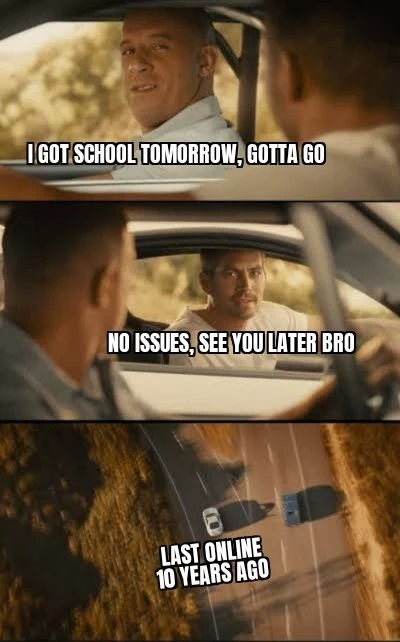 I GOT SCHOOL TOMORROW, GOTTA GO
NO ISSUES, SEE YOU LATER BRO
LAST ONLINE
10 YEARS AGO